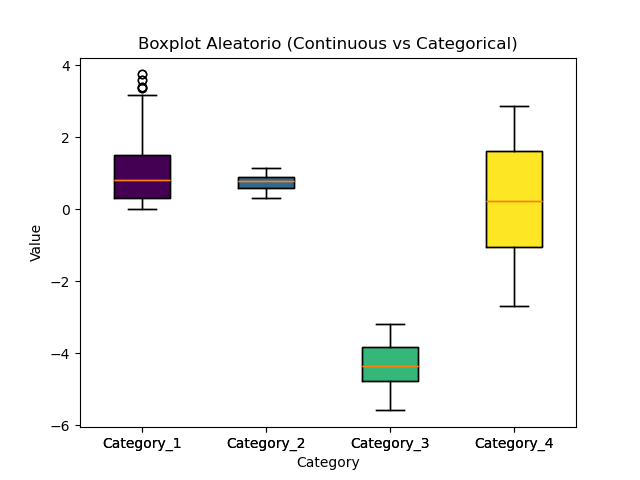 Boxplot Aleatorio (Continuous vs Categorical)
4
2
0
−2
−4
−6
Value
Category_1 Category_2 Category_3 Category_4
Category